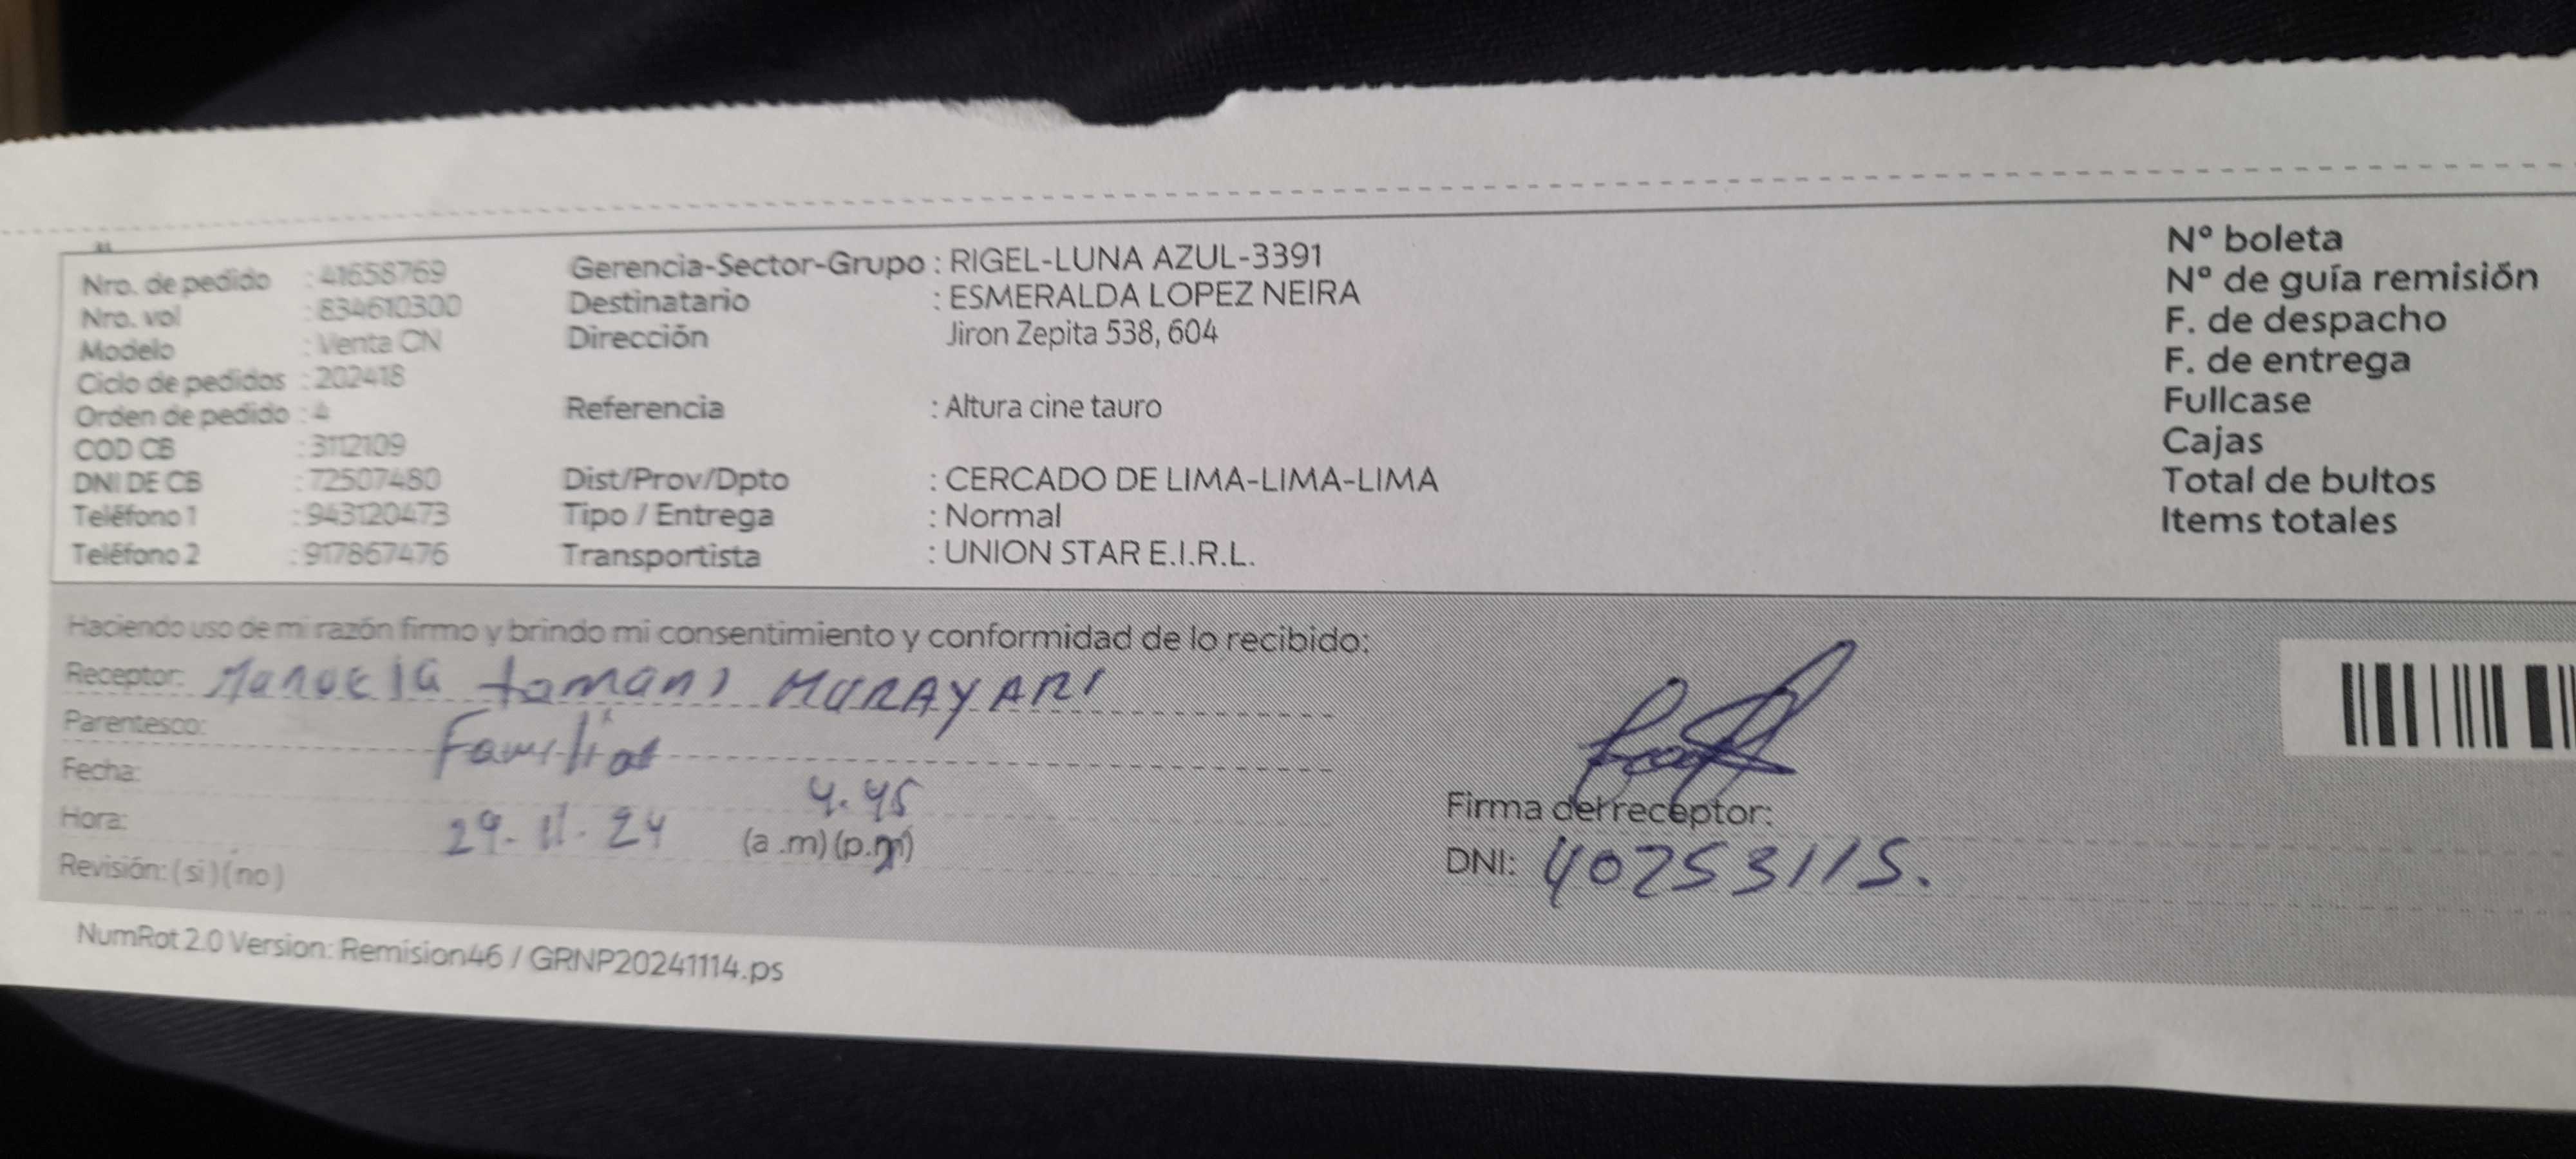 Nro. de pedido : 41658769
Nro. vol : 834610300
Modelo : Venta CN
Ciclo de pedidos : 202418
Orden de pedido : 4
COD CB : 3112109
DNI DE CB : 72507480
Teléfono 1 : 943120473
Teléfono 2 : 917867476
Gerencia-Sector-Grupo : RIGEL-LUNA AZUL-3391
Destinatario : ESMERALDA LOPEZ NEIRA
Dirección Jiron Zepita 538, 604
Referencia : Altura cine tauro
Dist/Prov/Dpto : CERCADO DE LIMA-LIMA-LIMA
Tipo / Entrega : Normal
Transportista : UNION STAR E.I.R.L.
N° boleta
N° de guía remisión
F. de despacho
F. de entrega
Fullcase
Cajas
Total de bultos
Items totales
Haciendo uso de mi razón firmo y brindo mi consentimiento y conformidad de lo recibido:
Receptor: Manuela tamani MURAYARI
Parentesco: Familiar
Fecha: 29.11.24
Hora: 4.45 (a.m) (p.m)
Revisión: (si) (no)
Firma del receptor:
DNI: 40253115.
NumRot 2.0 Version: Remision46 / GRNP20241114.ps